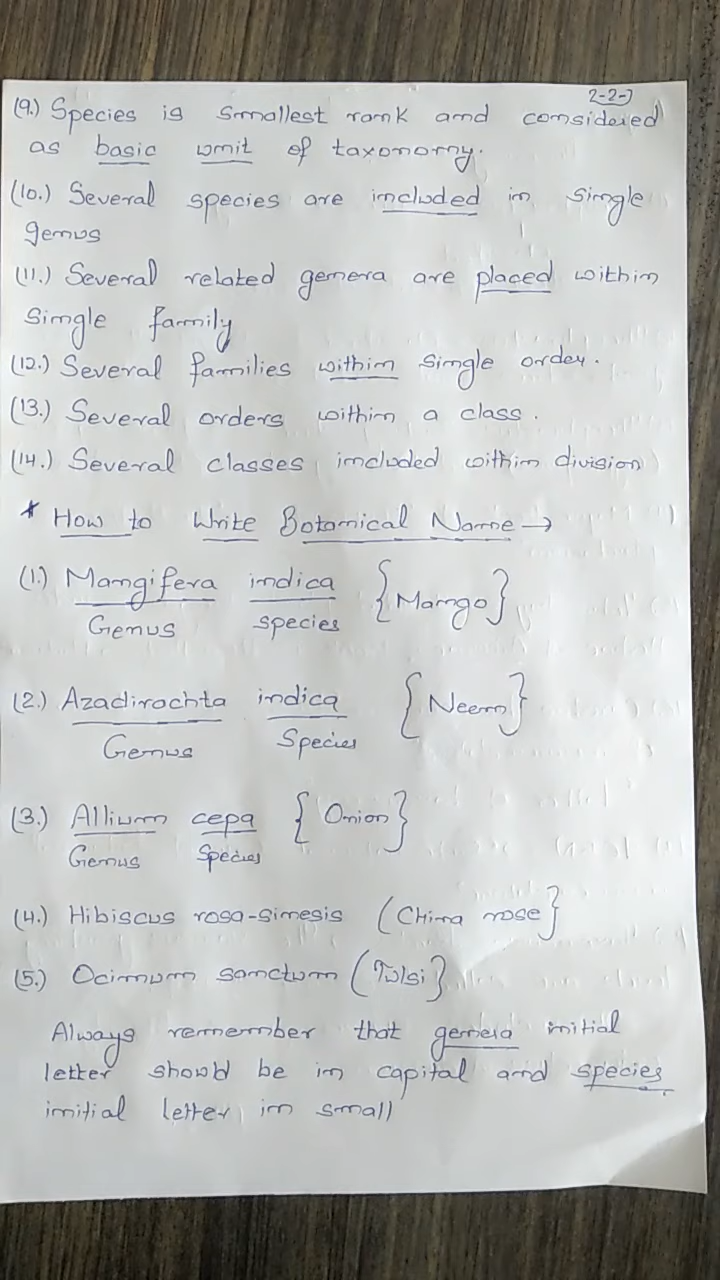 2-2-7
(9.) Species is smallest rank and considered
as basic unit of taxonomy.
(10.) Several species are included in single
genus
(11.) Several related genera are placed within
single family
(12.) Several families within single order.
(13.) Several orders within a class.
(14.) Several classes included within division
* How to Write Botanical Name →
(1.) Mangifera indica {Mango}
Genus species
(2.) Azadirachta indica {Neem}
Genus Species
(3.) Allium cepa {Onion}
Genus Species
(4.) Hibiscus rosa-sinesis (China rose}
(5.) Ocimum sanctum (Tulsi}
Always remember that genera initial
letter should be in capital and species
initial letter in small